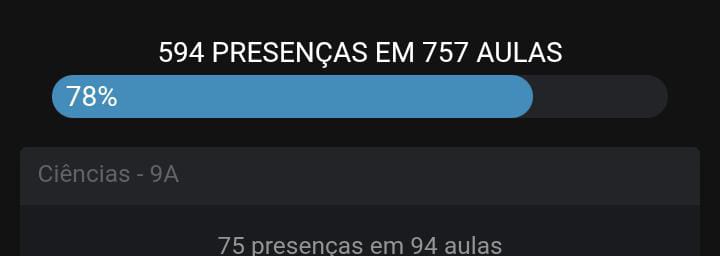 594 PRESENÇAS EM 757 AULAS
78%
Ciências - 9A
75 presenças em 94 aulas